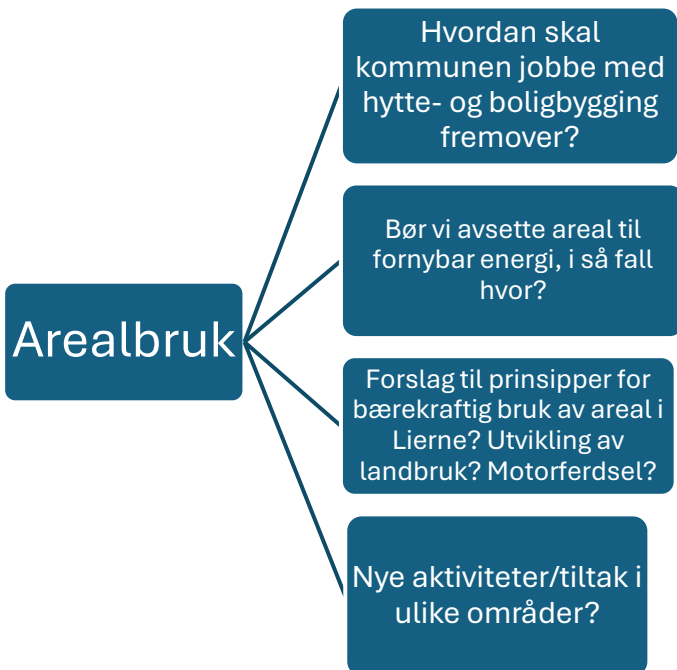 Arealbruk
Hvordan skal
kommunen jobbe med
hytte- og boligbygging
fremover?
Bør vi avsette areal til
fornybar energi, i så fall
hvor?
Forslag til prinsipper for
bærekraftig bruk av areal i
Lierne? Utvikling av
landbruk? Motorferdsel?
Nye aktiviteter/tiltak i
ulike områder?